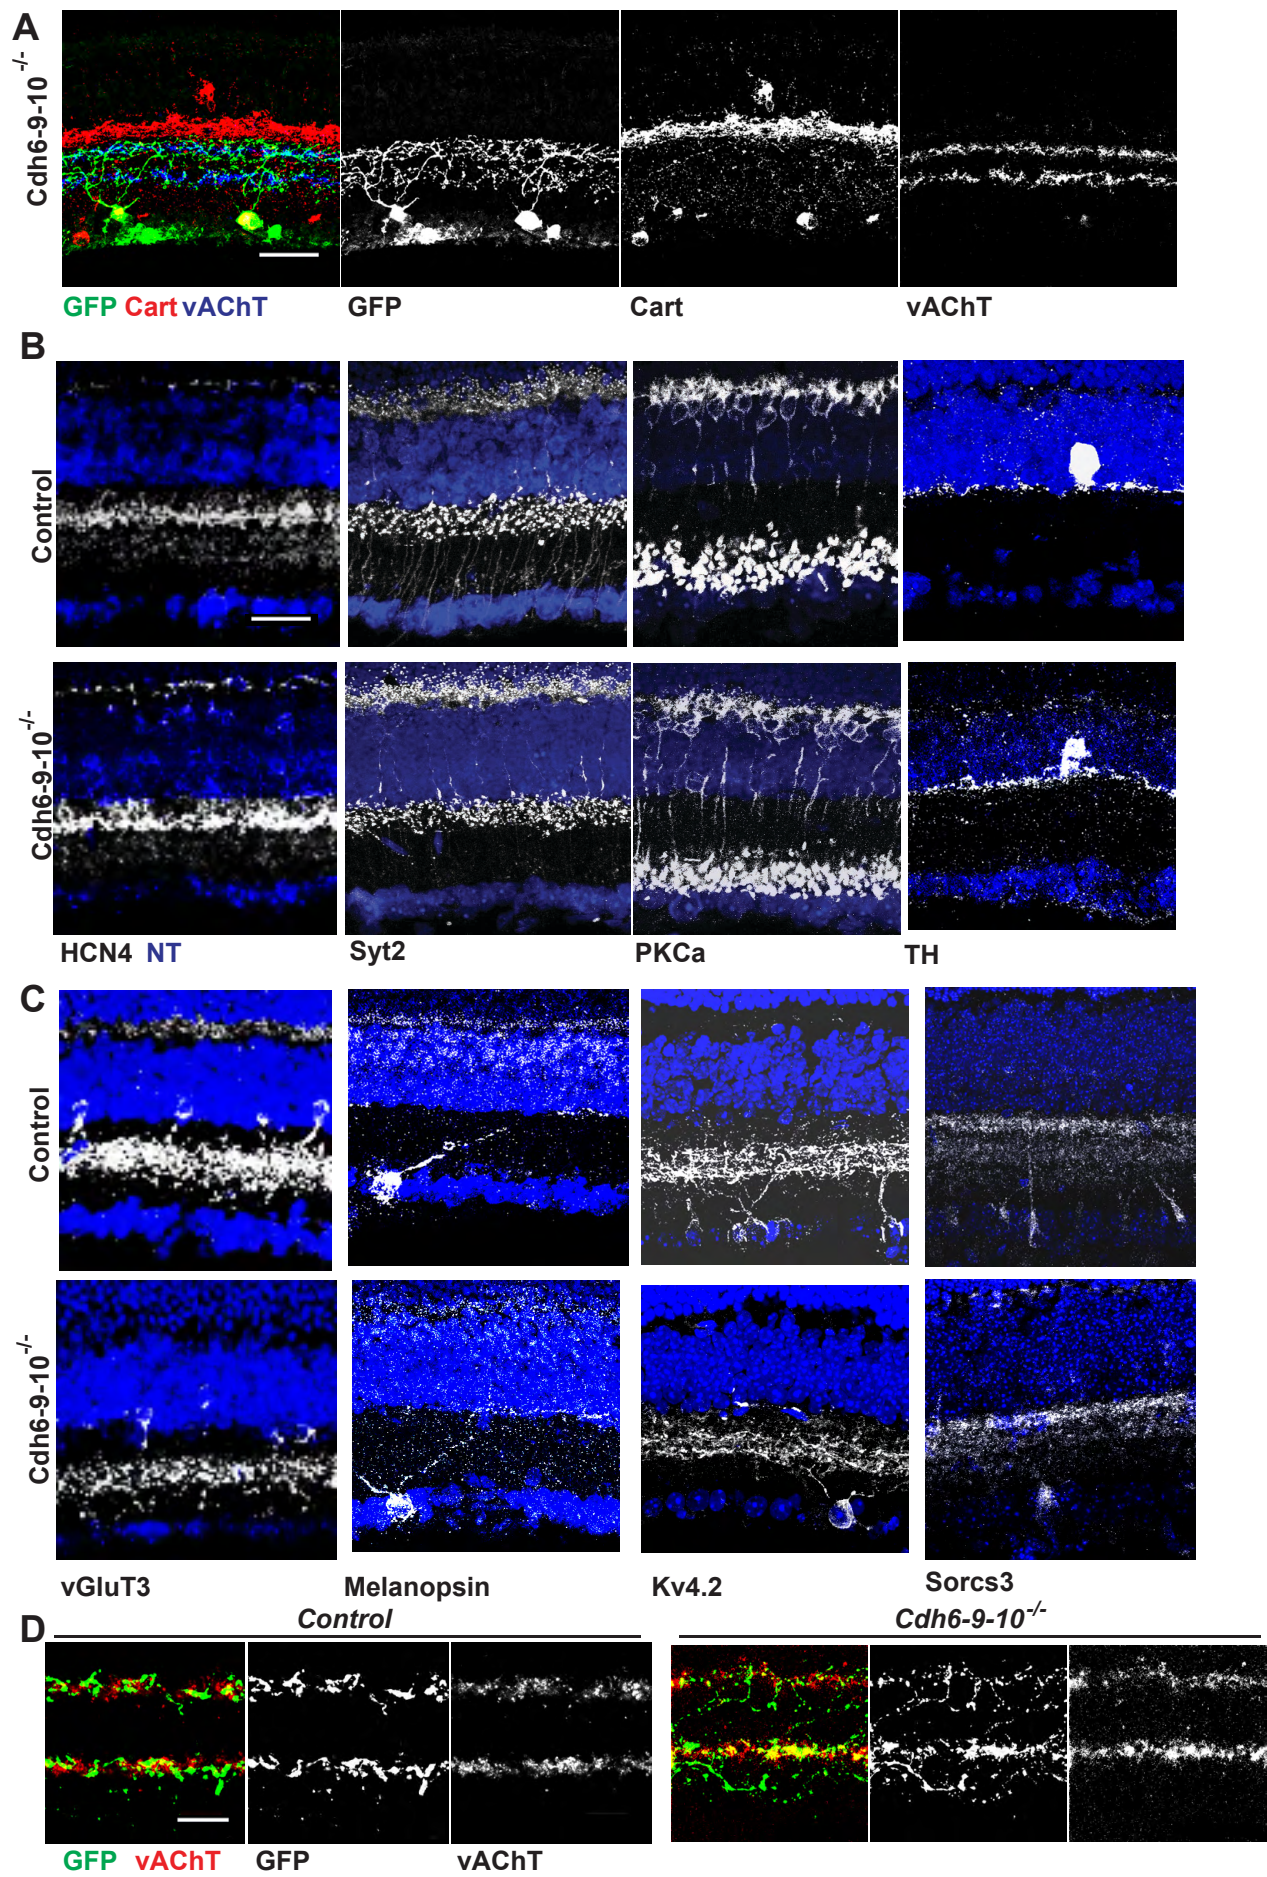 A
Cdh6-9-10-/-
GFP Cart vAChT GFP Cart vAChT
B
Control
Cdh6-9-10-/-
HCN4 NT Syt2 PKCa TH
C
Control
Cdh6-9-10-/-
vGluT3 Melanopsin Kv4.2 Sorcs3
D
Control Cdh6-9-10-/-
GFP vAChT GFP vAChT